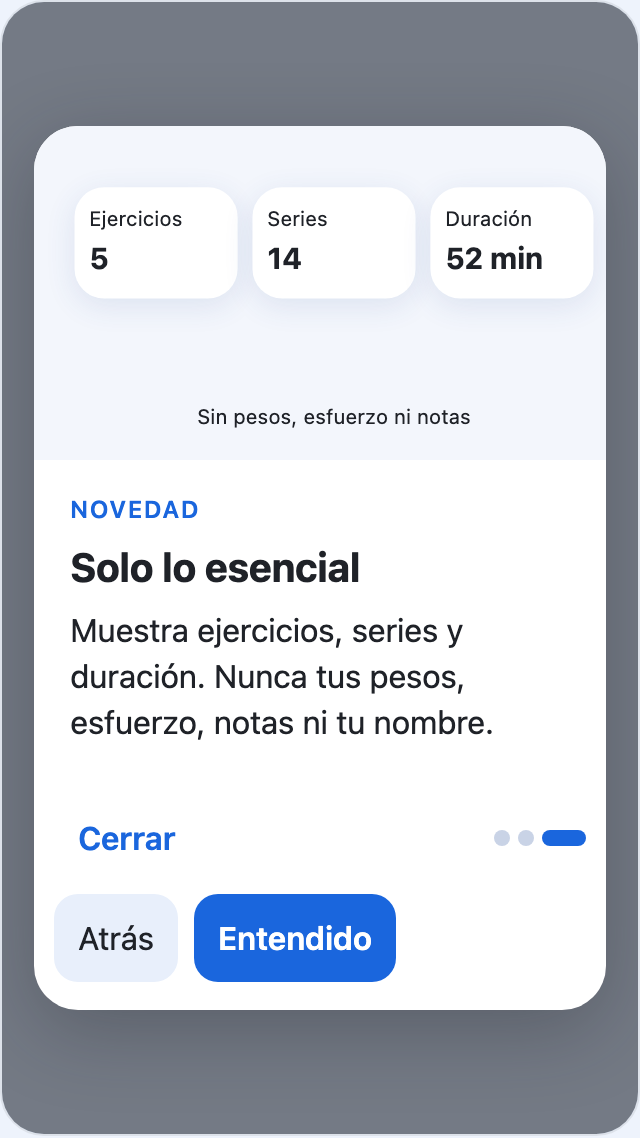 Ejercicios
5
Series
14
Duración
52 min
Sin pesos, esfuerzo ni notas
NOVEDAD
Solo lo esencial
Muestra ejercicios, series y
duración. Nunca tus pesos,
esfuerzo, notas ni tu nombre.
Cerrar
Atrás
Entendido